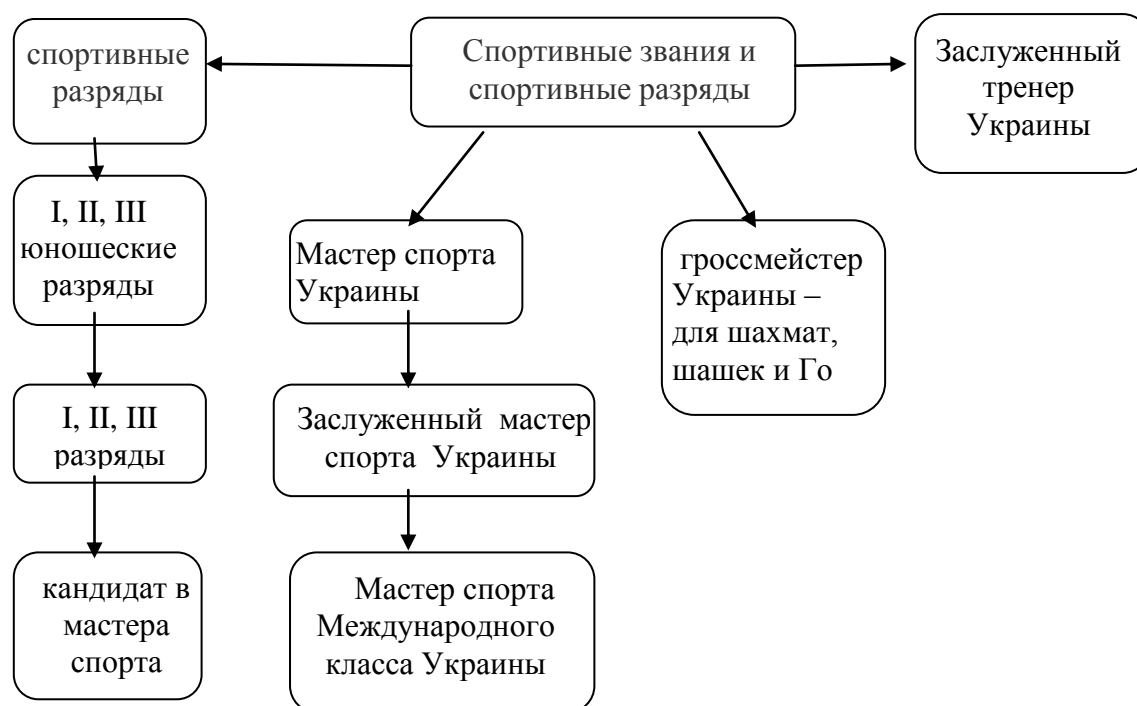 спортивные
разряды
Спортивные звания и
спортивные разряды
Заслуженный
тренер
Украины
I, II, III
юношеские
разряды
Мастер спорта
Украины
гроссмейстер
Украины –
для шахмат,
шашек и Го
I, II, III
разряды
Заслуженный мастер
спорта Украины
кандидат в
мастера
спорта
Мастер спорта
Международного
класса Украины